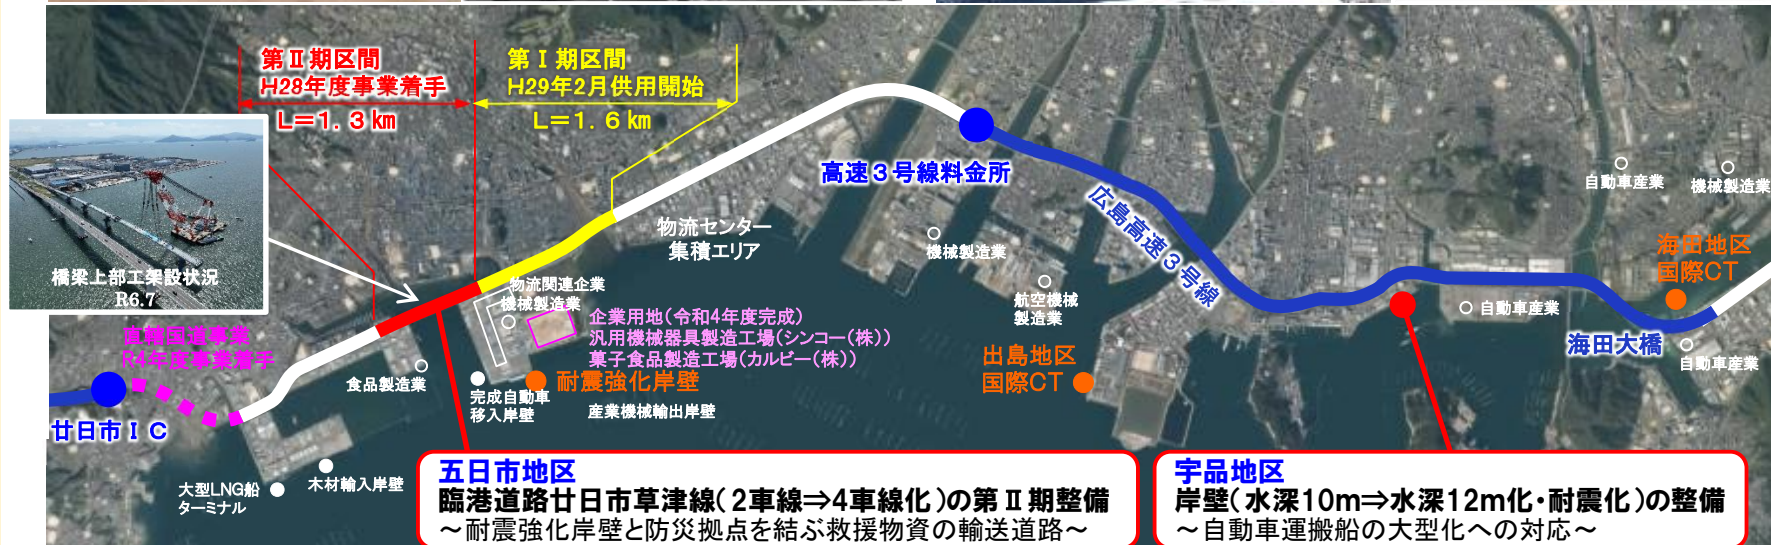 第Ⅱ期区間
H28年度事業着手
L=1.3㎞
第Ⅰ期区間
H29年2月供用開始
L=1.6㎞
橋梁上部工架設状況
R6.7
高速3号線料金所
広島高速3号線
自動車産業
機械製造業
物流センター
集積エリア
機械製造業
海田地区
国際CT
物流関連企業
機械製造業
航空機械
製造業
自動車産業
企業用地(令和4年度完成)
汎用機械器具製造工場(シンコー(株))
菓子食品製造工場(カルビー(株))
直轄国道事業
R4年度事業着手
海田大橋
自動車産業
出島地区
国際CT
食品製造業
耐震強化岸壁
完成自動車
移入岸壁
産業機械輸出岸壁
廿日市ＩＣ
大型LNG船
ターミナル
木材輸入岸壁
五日市地区
臨港道路廿日市草津線(2車線⇒4車線化)の第Ⅱ期整備
～耐震強化岸壁と防災拠点を結ぶ救援物資の輸送道路～
宇品地区
岸壁(水深10m⇒水深12m化・耐震化)の整備
～自動車運搬船の大型化への対応～